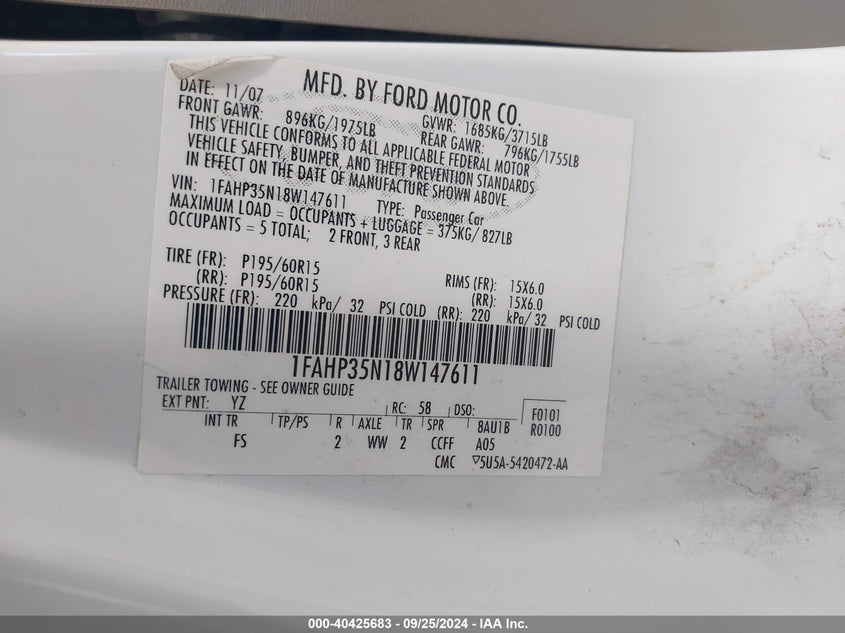 MFD. BY FORD MOTOR CO.
DATE: 11/07 GVWR: 1685KG/3715LB
FRONT GAWR: 896KG/1975LB REAR GAWR: 796KG/1755LB
THIS VEHICLE CONFORMS TO ALL APPLICABLE FEDERAL MOTOR
VEHICLE SAFETY, BUMPER, AND THEFT PREVENTION STANDARDS
IN EFFECT ON THE DATE OF MANUFACTURE SHOWN ABOVE.
VIN: 1FAHP35N18W147611 TYPE: Passenger Car
MAXIMUM LOAD = OCCUPANTS + LUGGAGE = 375KG/ 827LB
OCCUPANTS = 5 TOTAL; 2 FRONT, 3 REAR
TIRE (FR): P195/60R15 RIMS (FR): 15X6.0
(RR): P195/60R15 (RR): 15X6.0
PRESSURE (FR): 220 kPa/ 32 PSI COLD (RR): 220 kPa/ 32 PSI COLD
1FAHP35N18W147611
TRAILER TOWING - SEE OWNER GUIDE
EXT PNT: YZ RC: 58 DSO: F0101
INT TR TP/PS R AXLE TR SPR 8AU1B R0100
FS 2 WW 2 CCFF A05
CMC ▽5U5A-5420472-AA
000-40425683 - 09/25/2024 - IAA Inc.